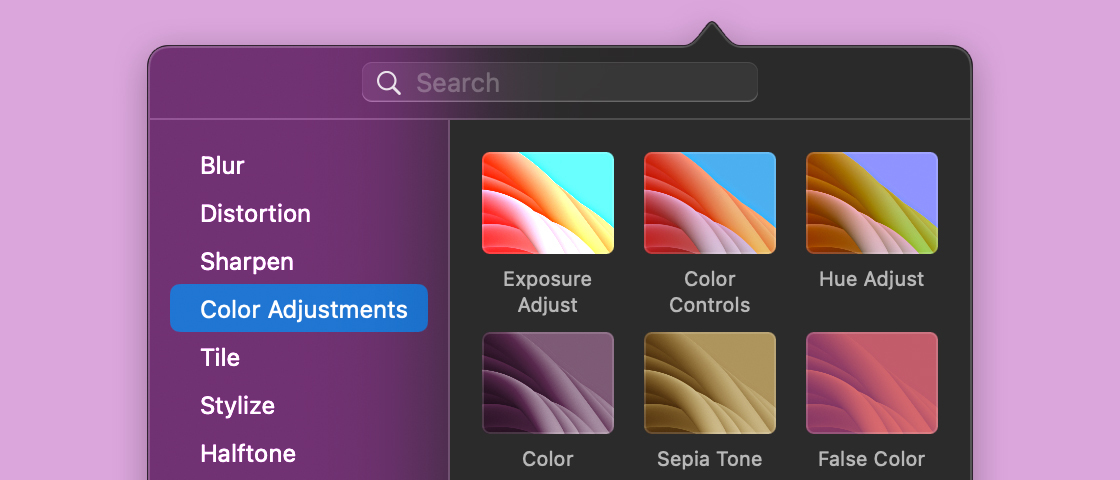 Search
Blur
Distortion
Sharpen
Color Adjustments
Tile
Stylize
Halftone
Exposure
Adjust
Color
Controls
Hue Adjust
Color
Sepia Tone
False Color